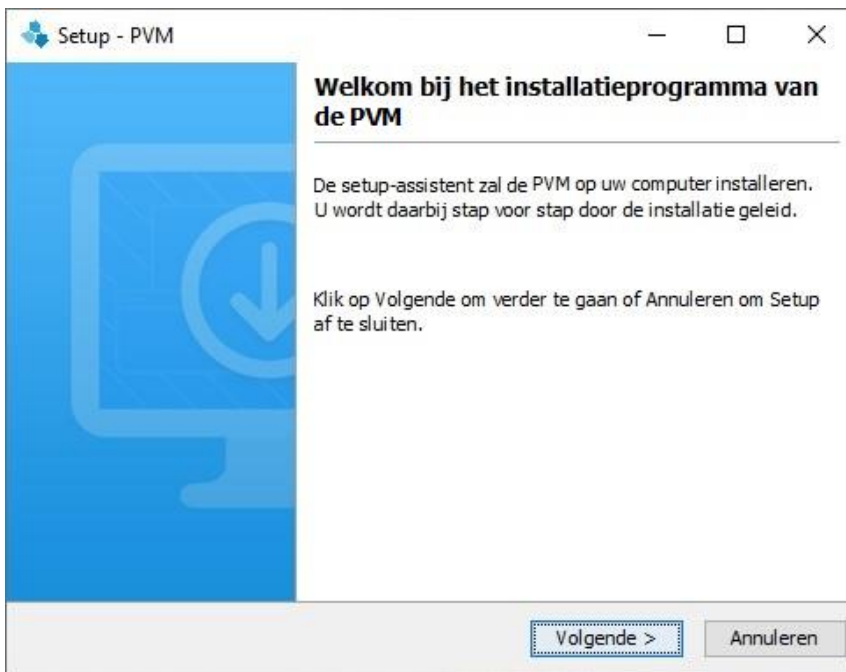 Setup - PVM
Welkom bij het installatieprogramma van
de PVM
De setup-assistent zal de PVM op uw computer installeren.
U wordt daarbij stap voor stap door de installatie geleid.
Klik op Volgende om verder te gaan of Annuleren om Setup
af te sluiten.
Volgende >
Annuleren